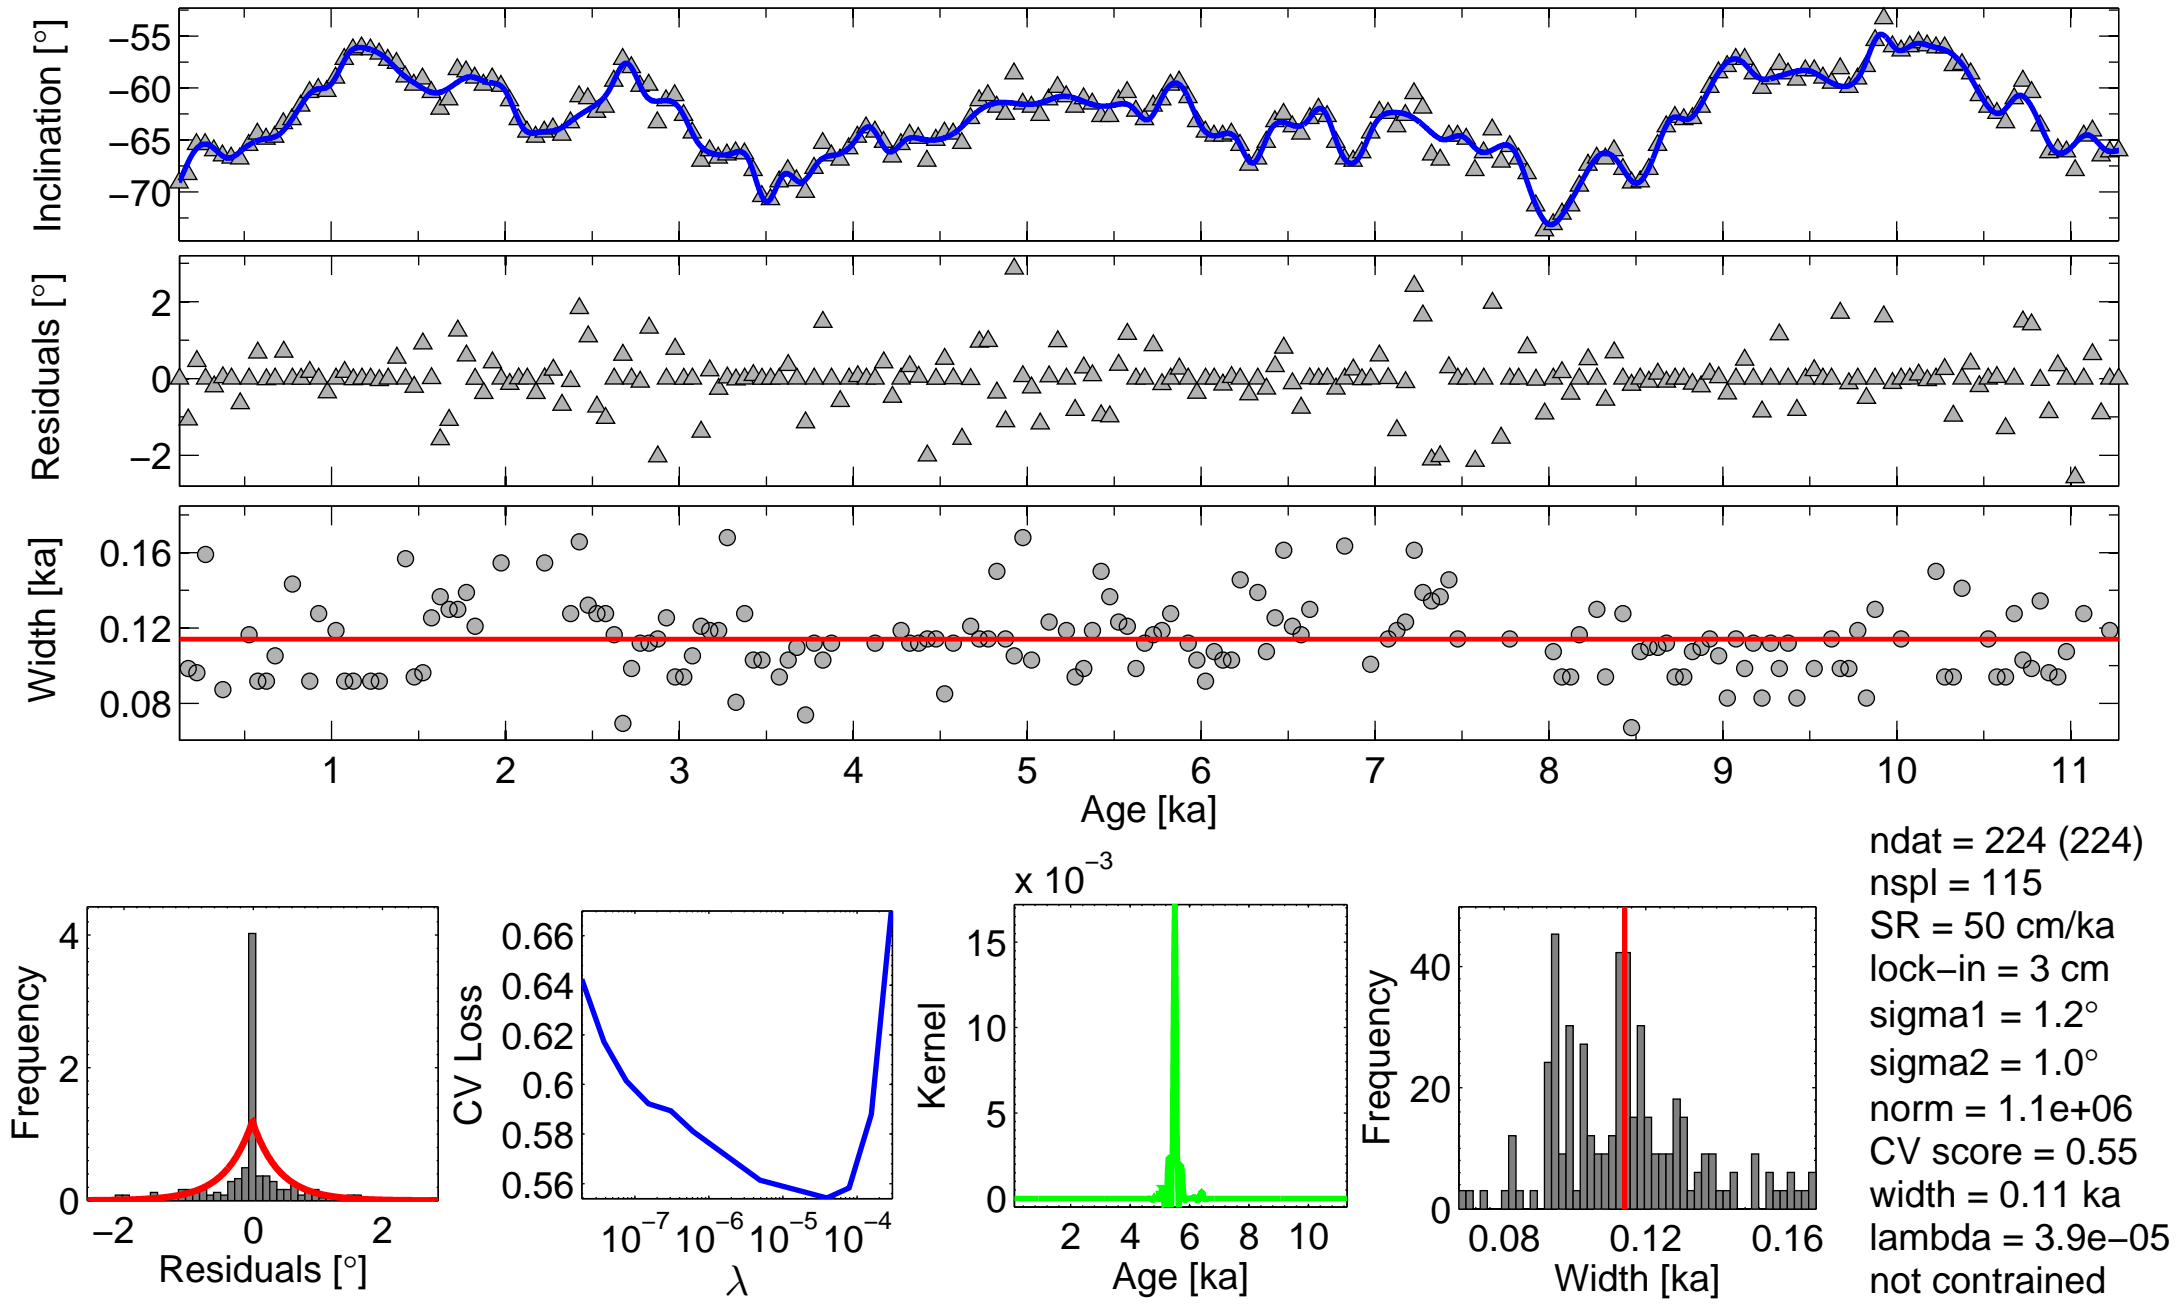 Inclination [°]
−55
−60
−65
−70
Residuals [°]
2
0
−2
Width [ka]
0.16
0.12
0.08
1 2 3 4 5 6 7 8 9 10 11
Age [ka]
Frequency
4
2
0
−2 0 2
Residuals [°]
CV Loss
0.66
0.64
0.62
0.6
0.58
0.56
10−7 10−6 10−5 10−4
λ
x 10−3
Kernel
15
10
5
0
2 4 6 8 10
Age [ka]
Frequency
40
20
0
0.08 0.12 0.16
Width [ka]
ndat = 224 (224)
nspl = 115
SR = 50 cm/ka
lock−in = 3 cm
sigma1 = 1.2°
sigma2 = 1.0°
norm = 1.1e+06
CV score = 0.55
width = 0.11 ka
lambda = 3.9e−05
not contrained